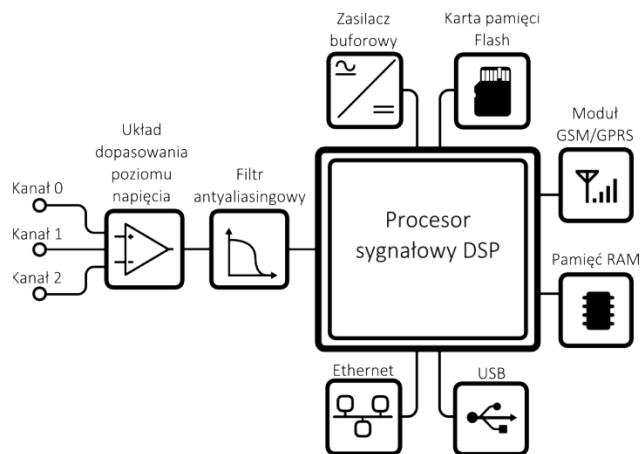 Zasilacz
buforowy
Karta pamięci
Flash
Moduł
GSM/GPRS
Układ
dopasowania
poziomu
napięcia
Filtr
antyaliasingowy
Kanał 0
Kanał 1
Kanał 2
Procesor
sygnałowy DSP
Pamięć RAM
Ethernet
USB